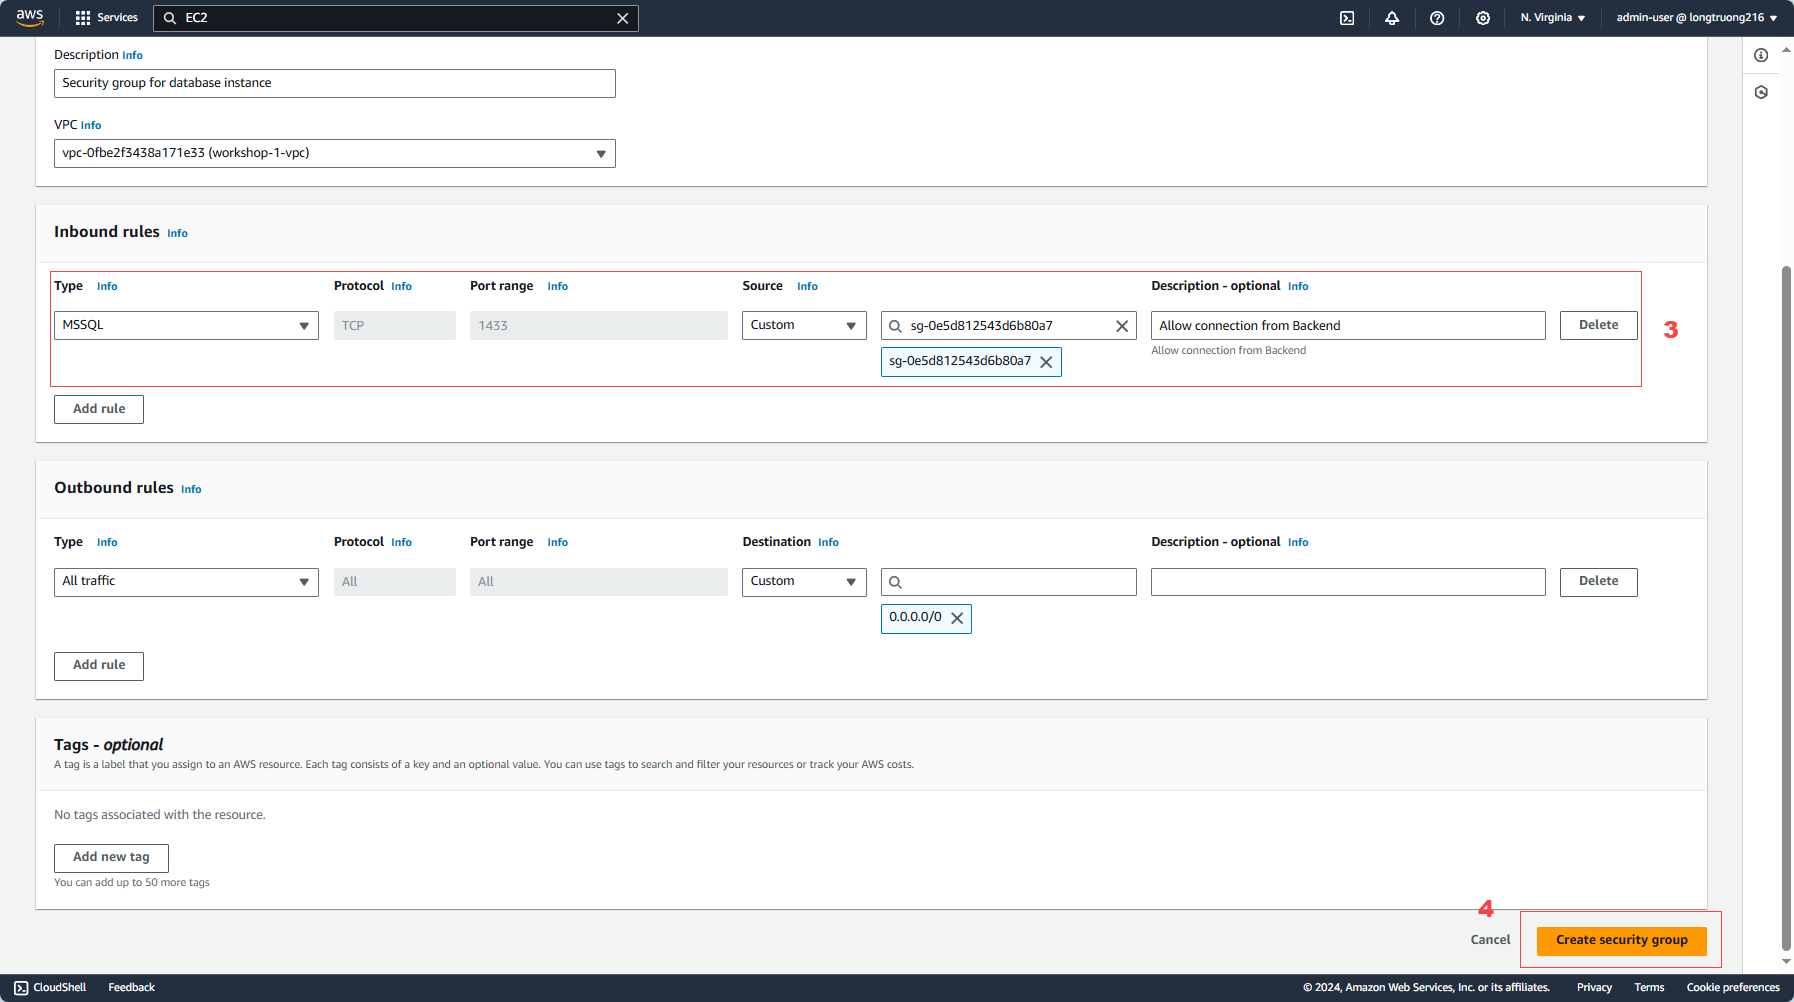 aws Services EC2 N. Virginia admin-user @ longtruong216
Description Info
Security group for database instance
VPC Info
vpc-0fbe2f3438a171e33 (workshop-1-vpc)
Inbound rules Info
Type Info Protocol Info Port range Info Source Info Description - optional Info
MSSQL TCP 1433 Custom sg-0e5d812543d6b80a7 Allow connection from Backend Delete 3
sg-0e5d812543d6b80a7 Allow connection from Backend
Add rule
Outbound rules Info
Type Info Protocol Info Port range Info Destination Info Description - optional Info
All traffic All All Custom Delete
0.0.0.0/0
Add rule
Tags - optional
A tag is a label that you assign to an AWS resource. Each tag consists of a key and an optional value. You can use tags to search and filter your resources or track your AWS costs.
No tags associated with the resource.
Add new tag
You can add up to 50 more tags
4
Cancel Create security group
CloudShell Feedback © 2024, Amazon Web Services, Inc. or its affiliates. Privacy Terms Cookie preferences